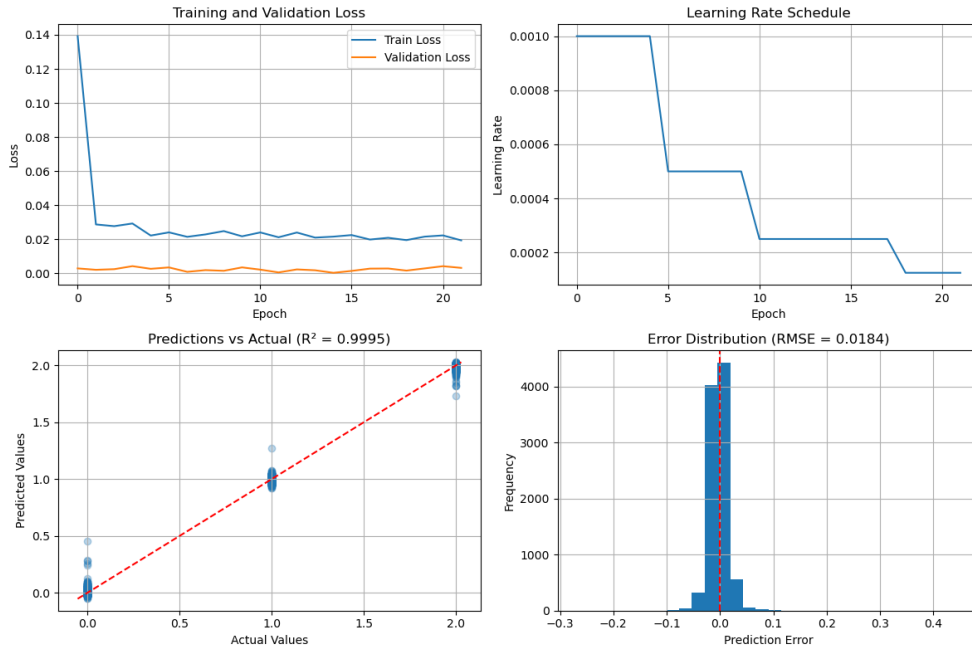 Training and Validation Loss
Loss
0.14
0.12
0.10
0.08
0.06
0.04
0.02
0.00
Train Loss
Validation Loss
0 5 10 15 20
Epoch
Learning Rate Schedule
Learning Rate
0.0010
0.0008
0.0006
0.0004
0.0002
0 5 10 15 20
Epoch
Predictions vs Actual (R² = 0.9995)
Predicted Values
2.0
1.5
1.0
0.5
0.0
0.0 0.5 1.0 1.5 2.0
Actual Values
Error Distribution (RMSE = 0.0184)
Frequency
4000
3000
2000
1000
0
−0.3 −0.2 −0.1 0.0 0.1 0.2 0.3 0.4
Prediction Error